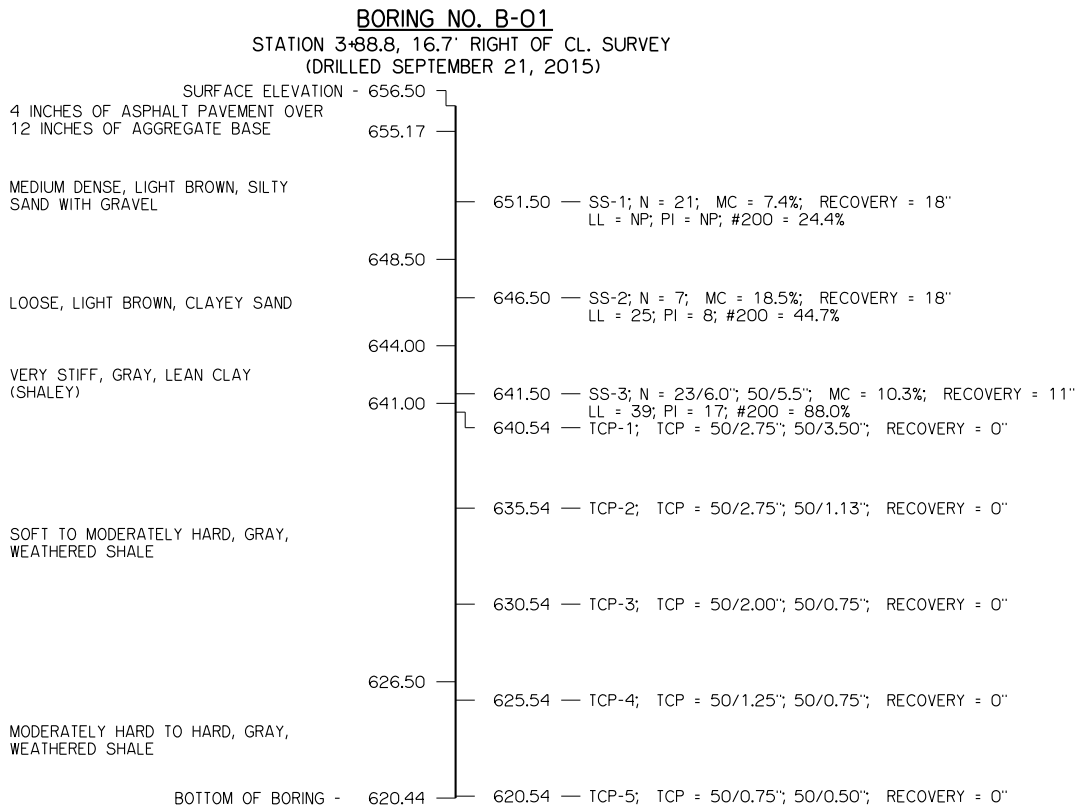 BORING NO. B-01
STATION 3+88.8, 16.7' RIGHT OF CL. SURVEY
(DRILLED SEPTEMBER 21, 2015)
SURFACE ELEVATION - 656.50
4 INCHES OF ASPHALT PAVEMENT OVER
12 INCHES OF AGGREGATE BASE
655.17
MEDIUM DENSE, LIGHT BROWN, SILTY
SAND WITH GRAVEL
651.50 — SS-1; N = 21; MC = 7.4%; RECOVERY = 18"
LL = NP; PI = NP; #200 = 24.4%
648.50
LOOSE, LIGHT BROWN, CLAYEY SAND
646.50 — SS-2; N = 7; MC = 18.5%; RECOVERY = 18"
LL = 25; PI = 8; #200 = 44.7%
644.00
VERY STIFF, GRAY, LEAN CLAY
(SHALEY)
641.50 — SS-3; N = 23/6.0"; 50/5.5"; MC = 10.3%; RECOVERY = 11"
LL = 39; PI = 17; #200 = 88.0%
641.00
640.54 — TCP-1; TCP = 50/2.75"; 50/3.50"; RECOVERY = 0"
635.54 — TCP-2; TCP = 50/2.75"; 50/1.13"; RECOVERY = 0"
SOFT TO MODERATELY HARD, GRAY,
WEATHERED SHALE
630.54 — TCP-3; TCP = 50/2.00"; 50/0.75"; RECOVERY = 0"
626.50
625.54 — TCP-4; TCP = 50/1.25"; 50/0.75"; RECOVERY = 0"
MODERATELY HARD TO HARD, GRAY,
WEATHERED SHALE
BOTTOM OF BORING - 620.44
620.54 — TCP-5; TCP = 50/0.75"; 50/0.50"; RECOVERY = 0"